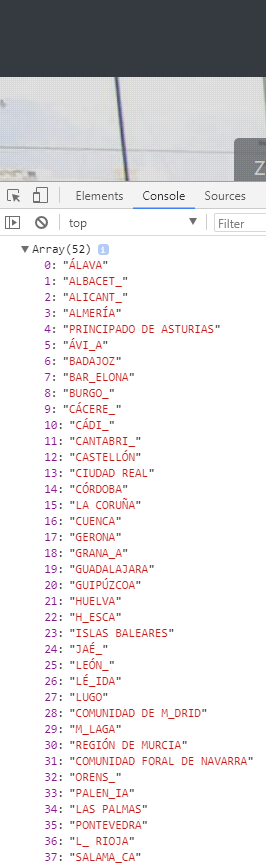 Z
Elements Console Sources
top Filter
Array(52) i
0: "ÁLAVA"
1: "ALBACET_"
2: "ALICANT_"
3: "ALMERÍA"
4: "PRINCIPADO DE ASTURIAS"
5: "ÁVI_A"
6: "BADAJOZ"
7: "BAR_ELONA"
8: "BURGO_"
9: "CÁCERE_"
10: "CÁDI_"
11: "CANTABRI_"
12: "CASTELLÓN"
13: "CIUDAD REAL"
14: "CÓRDOBA"
15: "LA CORUÑA"
16: "CUENCA"
17: "GERONA"
18: "GRANA_A"
19: "GUADALAJARA"
20: "GUIPÚZCOA"
21: "HUELVA"
22: "H_ESCA"
23: "ISLAS BALEARES"
24: "JAÉ_"
25: "LEÓN_"
26: "LÉ_IDA"
27: "LUGO"
28: "COMUNIDAD DE M_DRID"
29: "M_LAGA"
30: "REGIÓN DE MURCIA"
31: "COMUNIDAD FORAL DE NAVARRA"
32: "ORENS_"
33: "PALEN_IA"
34: "LAS PALMAS"
35: "PONTEVEDRA"
36: "L_ RIOJA"
37: "SALAMA_CA"